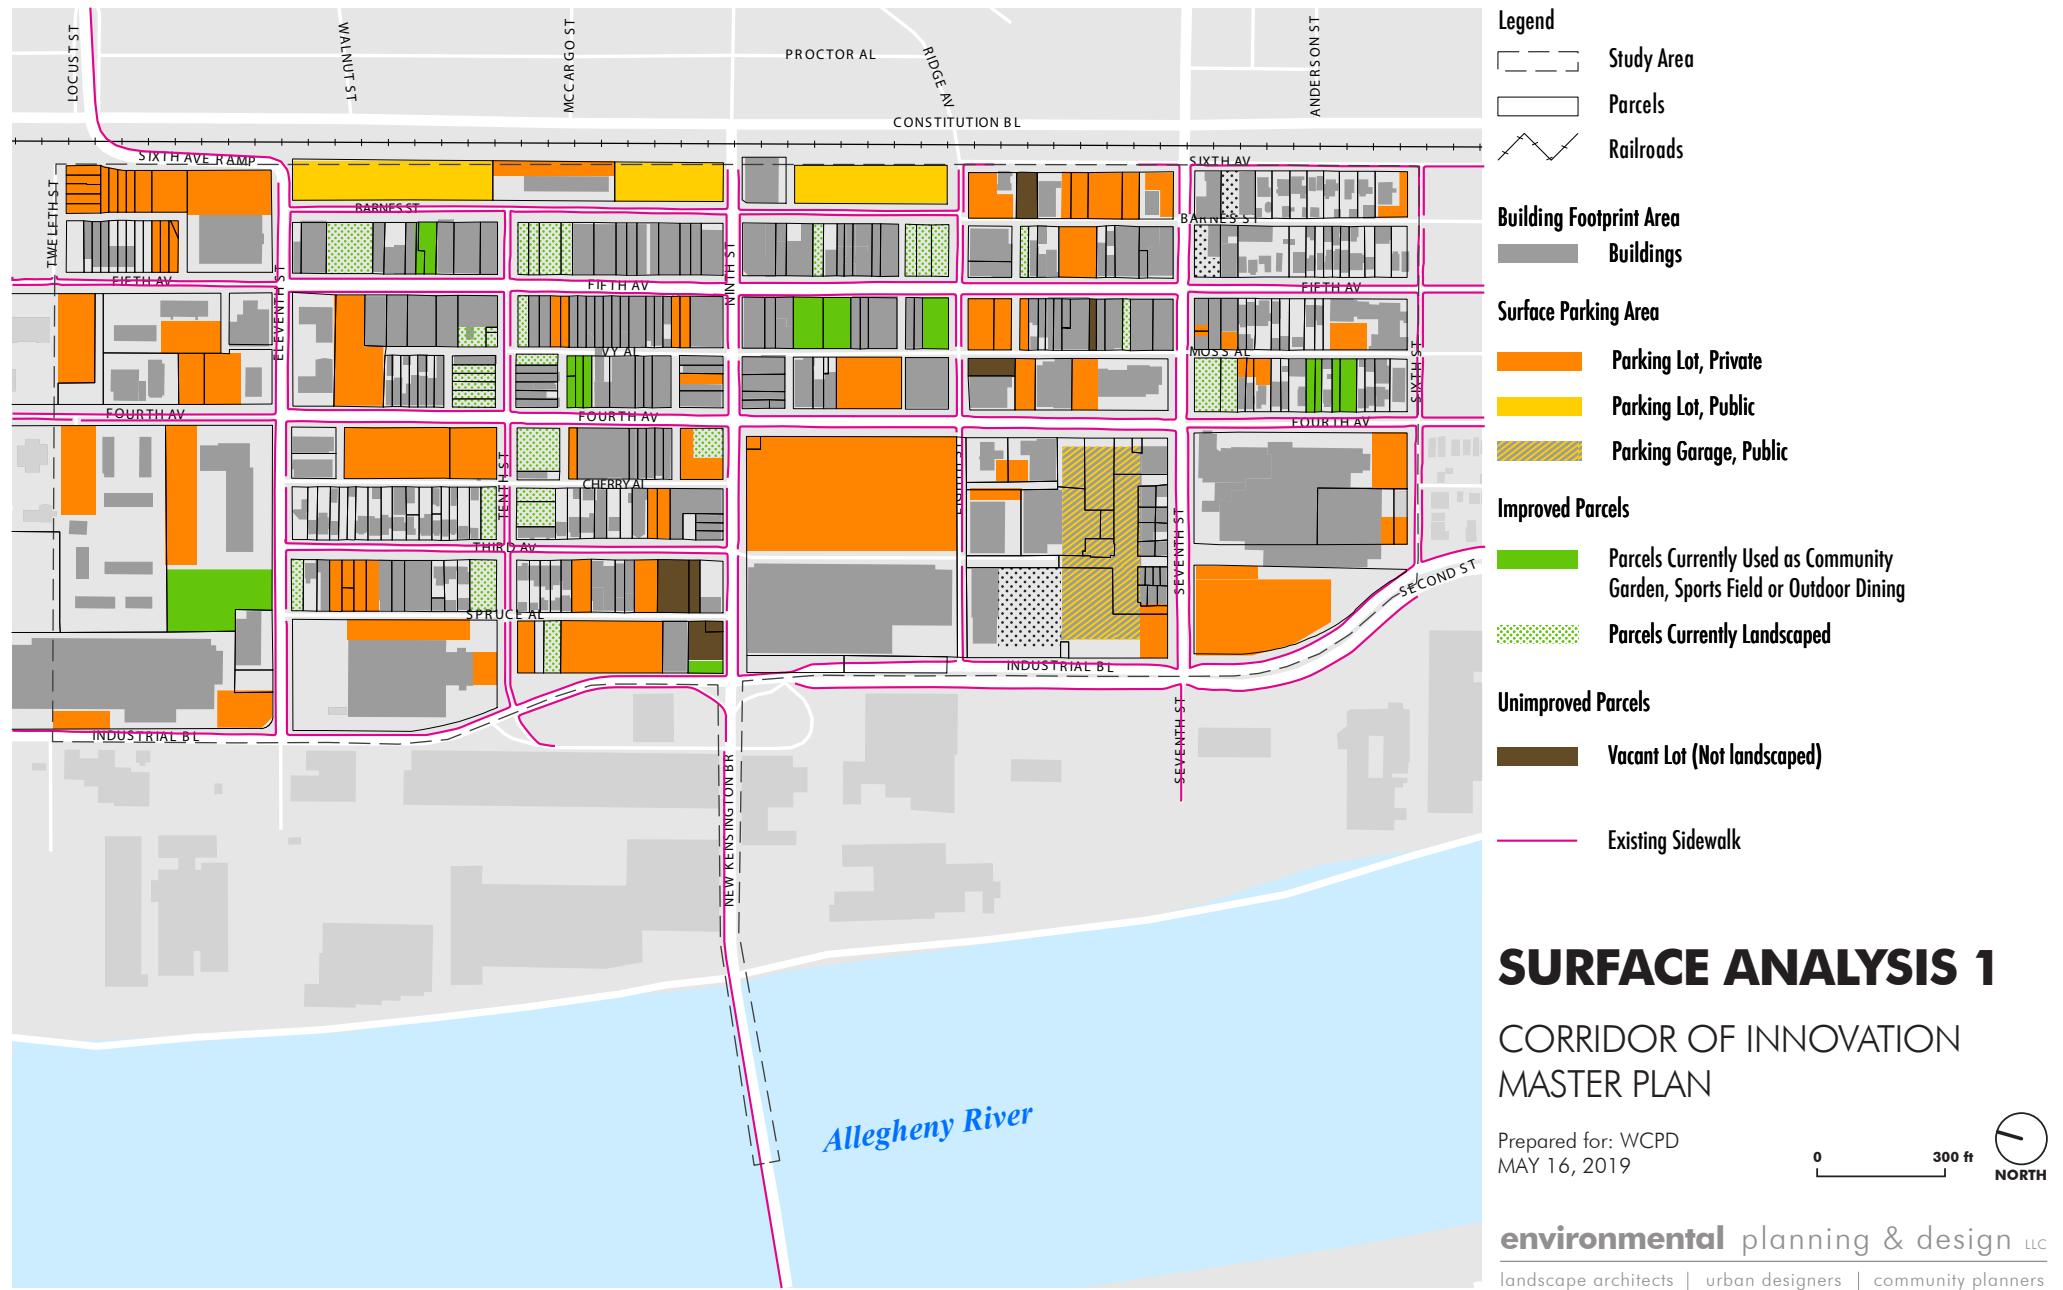 LOCUST ST
WALNUT ST
MCCARGO ST
PROCTOR AL
RIDGE AV
ANDERSON ST
CONSTITUTION BL
SIXTH AVE RAMP
SIXTH AV
TWELFTH ST
BARNES ST
BARNES ST
FIFTH AV
FIFTH AV
FIFTH AV
ELEVENTH ST
NINTH ST
VY AL
MOSS AL
SIXTH ST
FOURTH AV
FOURTH AV
FOURTH AV
TENTH ST
CHERRY AL
THIRD AV
SEVENTH ST
SECOND ST
SPRUCE AL
INDUSTRIAL BL
INDUSTRIAL BL
SEVENTH ST
NEW KENSINGTON BR
Allegheny River
Legend
Study Area
Parcels
Railroads
Building Footprint Area
Buildings
Surface Parking Area
Parking Lot, Private
Parking Lot, Public
Parking Garage, Public
Improved Parcels
Parcels Currently Used as Community
Garden, Sports Field or Outdoor Dining
Parcels Currently Landscaped
Unimproved Parcels
Vacant Lot (Not landscaped)
Existing Sidewalk
SURFACE ANALYSIS 1
CORRIDOR OF INNOVATION
MASTER PLAN
Prepared for: WCPD
MAY 16, 2019
0 300 ft
NORTH
environmental planning & design LLC
landscape architects | urban designers | community planners